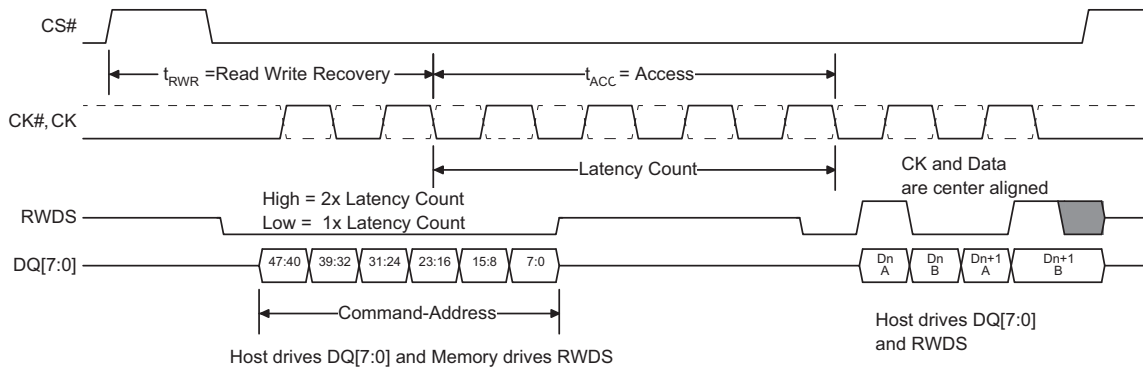 CS#
t_RWR =Read Write Recovery
t_ACC = Access
CK#, CK
Latency Count
CK and Data
are center aligned
High = 2x Latency Count
Low = 1x Latency Count
RWDS
DQ[7:0]
47:40 39:32 31:24 23:16 15:8 7:0
Dn A
Dn B
Dn+1 A
Dn+1 B
Command-Address
Host drives DQ[7:0]
and RWDS
Host drives DQ[7:0] and Memory drives RWDS